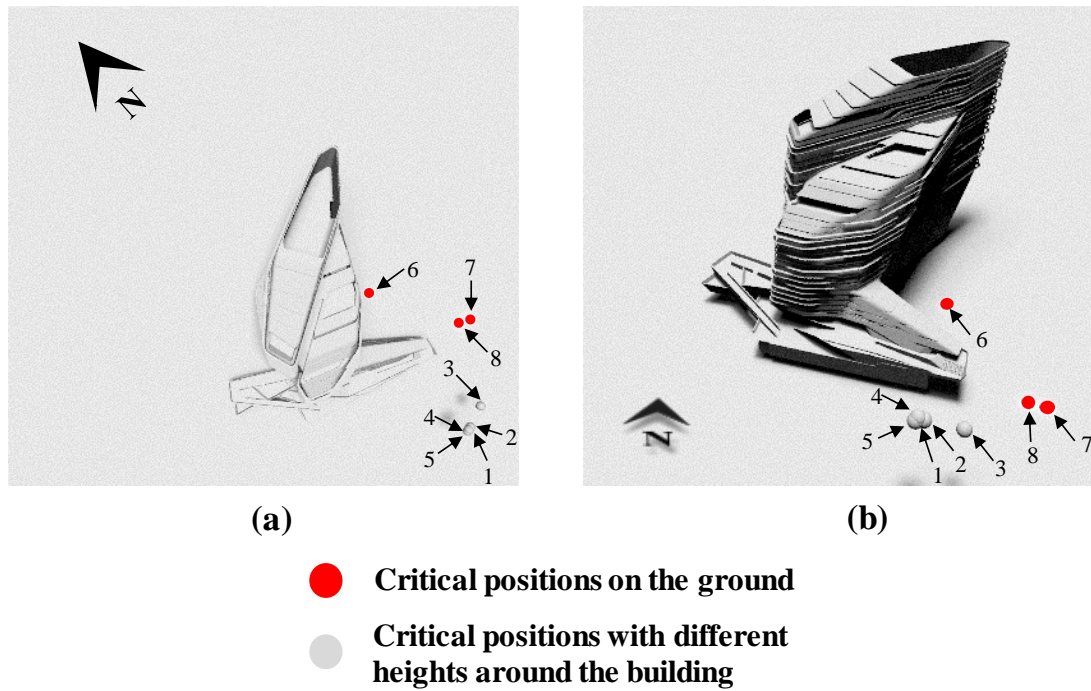 N
6
7
8
3
4
2
5
1
6
4
5
1
2
3
8
7
N
(a)
(b)
Critical positions on the ground
Critical positions with different
heights around the building